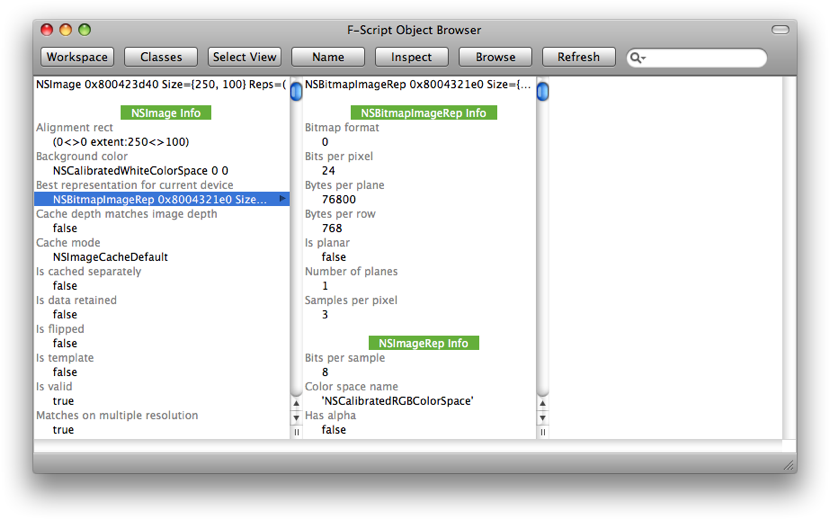 F-Script Object Browser
Workspace
Classes
Select View
Name
Inspect
Browse
Refresh
NSImage 0x800423d40 Size={250, 100} Reps=(
NSImage Info
Alignment rect
(0<>0 extent:250<>100)
Background color
NSCalibratedWhiteColorSpace 0 0
Best representation for current device
NSBitmapImageRep 0x8004321e0 Size...
Cache depth matches image depth
false
Cache mode
NSImageCacheDefault
Is cached separately
false
Is data retained
false
Is flipped
false
Is template
false
Is valid
true
Matches on multiple resolution
true
NSBitmapImageRep 0x8004321e0 Size={...
NSBitmapImageRep Info
Bitmap format
0
Bits per pixel
24
Bytes per plane
76800
Bytes per row
768
Is planar
false
Number of planes
1
Samples per pixel
3
NSImageRep Info
Bits per sample
8
Color space name
'NSCalibratedRGBColorSpace'
Has alpha
false